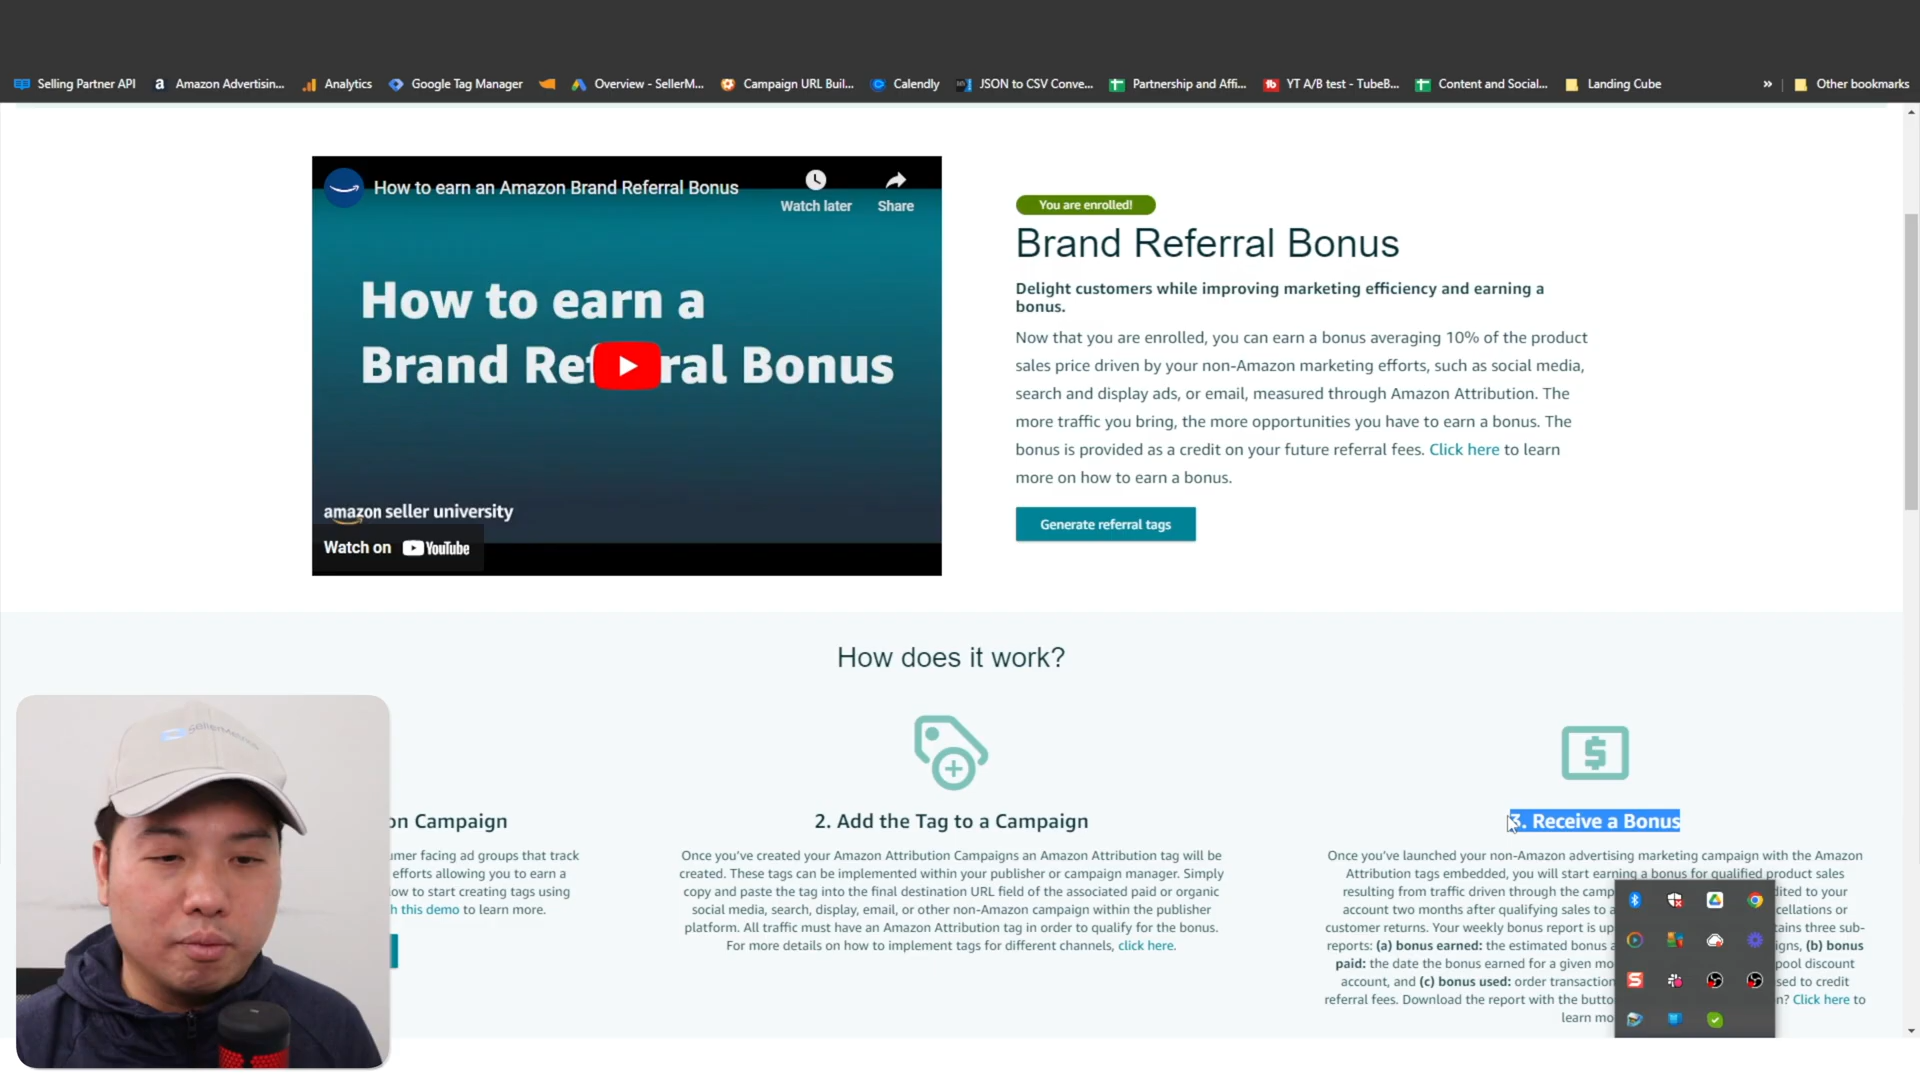 Selling Partner API
Amazon Advertisin...
Analytics
Google Tag Manager
Overview - SellerM...
Campaign URL Buil...
Calendly
JSON to CSV Conve...
Partnership and Affi...
YT A/B test - TubeB...
Content and Social...
Landing Cube
»
Other bookmarks
How to earn an Amazon Brand Referral Bonus
Watch later
Share
How to earn a
Brand Referral Bonus
amazon seller university
Watch on YouTube
You are enrolled!
Brand Referral Bonus
Delight customers while improving marketing efficiency and earning a
bonus.
Now that you are enrolled, you can earn a bonus averaging 10% of the product
sales price driven by your non-Amazon marketing efforts, such as social media,
search and display ads, or email, measured through Amazon Attribution. The
more traffic you bring, the more opportunities you have to earn a bonus. The
bonus is provided as a credit on your future referral fees. Click here to learn
more on how to earn a bonus.
Generate referral tags
How does it work?
on Campaign
umer facing ad groups that track
efforts allowing you to earn a
ow to start creating tags using
h this demo to learn more.
2. Add the Tag to a Campaign
Once you've created your Amazon Attribution Campaigns an Amazon Attribution tag will be
created. These tags can be implemented within your publisher or campaign manager. Simply
copy and paste the tag into the final destination URL field of the associated paid or organic
social media, search, display, email, or other non-Amazon campaign within the publisher
platform. All traffic must have an Amazon Attribution tag in order to qualify for the bonus.
For more details on how to implement tags for different channels, click here.
3. Receive a Bonus
Once you've launched your non-Amazon advertising marketing campaign with the Amazon
Attribution tags embedded, you will start earning a bonus for qualified product sales
resulting from traffic driven through the camp dited to your
account two months after qualifying sales to a cellations or
customer returns. Your weekly bonus report is up tains three sub-
reports: (a) bonus earned: the estimated bonus a igns, (b) bonus
paid: the date the bonus earned for a given mo pool discount
account, and (c) bonus used: order transaction sed to credit
referral fees. Download the report with the butto n? Click here to
learn mo